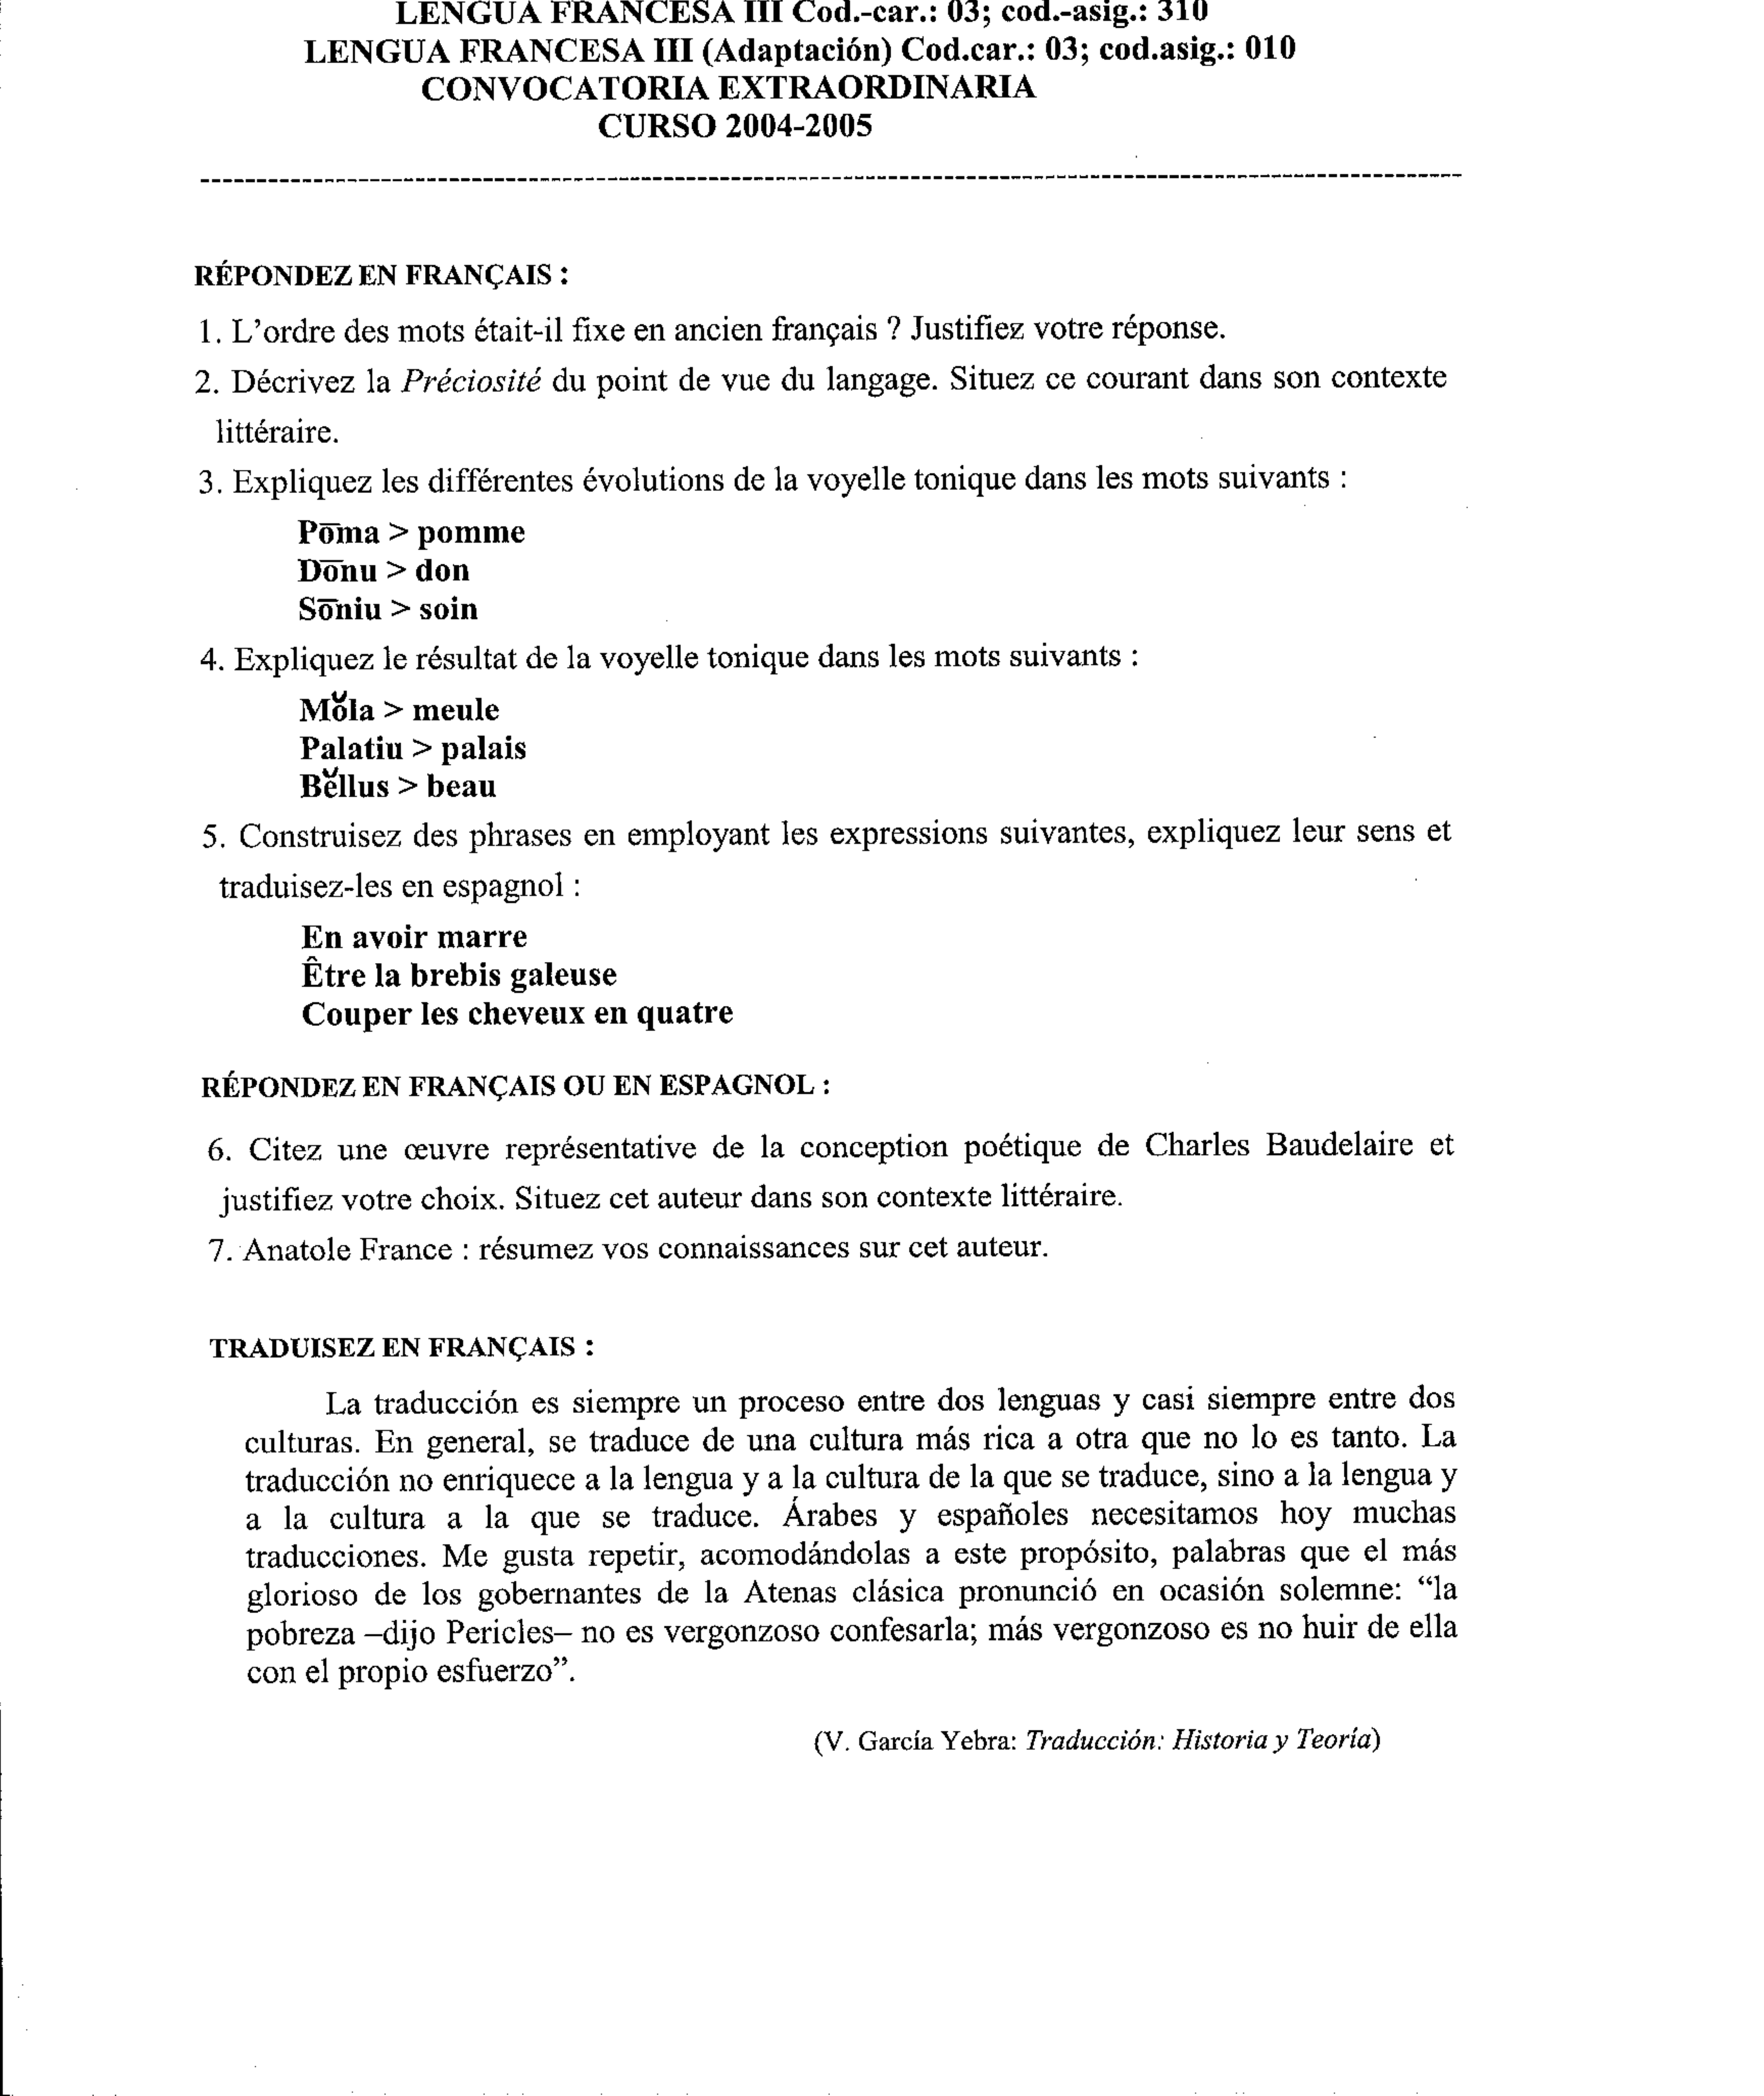 LENGUA FRANCESA III Cod.-car.: 03; cod.-asig.: 310
LENGUA FRANCESA III (Adaptación) Cod.car.: 03; cod.asig.: 010
CONVOCATORIA EXTRAORDINARIA
CURSO 2004-2005
RÉPONDEZ EN FRANÇAIS :
1. L'ordre des mots était-il fixe en ancien français ? Justifiez votre réponse.
2. Décrivez la Préciosité du point de vue du langage. Situez ce courant dans son contexte
littéraire.
3. Expliquez les différentes évolutions de la voyelle tonique dans les mots suivants :
Pōma > pomme
Dōnu > don
Sōniu > soin
4. Expliquez le résultat de la voyelle tonique dans les mots suivants :
Mŏla > meule
Palatiu > palais
Bĕllus > beau
5. Construisez des phrases en employant les expressions suivantes, expliquez leur sens et
traduisez-les en espagnol :
En avoir marre
Être la brebis galeuse
Couper les cheveux en quatre
RÉPONDEZ EN FRANÇAIS OU EN ESPAGNOL :
6. Citez une œuvre représentative de la conception poétique de Charles Baudelaire et
justifiez votre choix. Situez cet auteur dans son contexte littéraire.
7. Anatole France : résumez vos connaissances sur cet auteur.
TRADUISEZ EN FRANÇAIS :
La traducción es siempre un proceso entre dos lenguas y casi siempre entre dos
culturas. En general, se traduce de una cultura más rica a otra que no lo es tanto. La
traducción no enriquece a la lengua y a la cultura de la que se traduce, sino a la lengua y
a la cultura a la que se traduce. Árabes y españoles necesitamos hoy muchas
traducciones. Me gusta repetir, acomodándolas a este propósito, palabras que el más
glorioso de los gobernantes de la Atenas clásica pronunció en ocasión solemne: “la
pobreza –dijo Pericles– no es vergonzoso confesarla; más vergonzoso es no huir de ella
con el propio esfuerzo”.
(V. García Yebra: Traducción: Historia y Teoría)